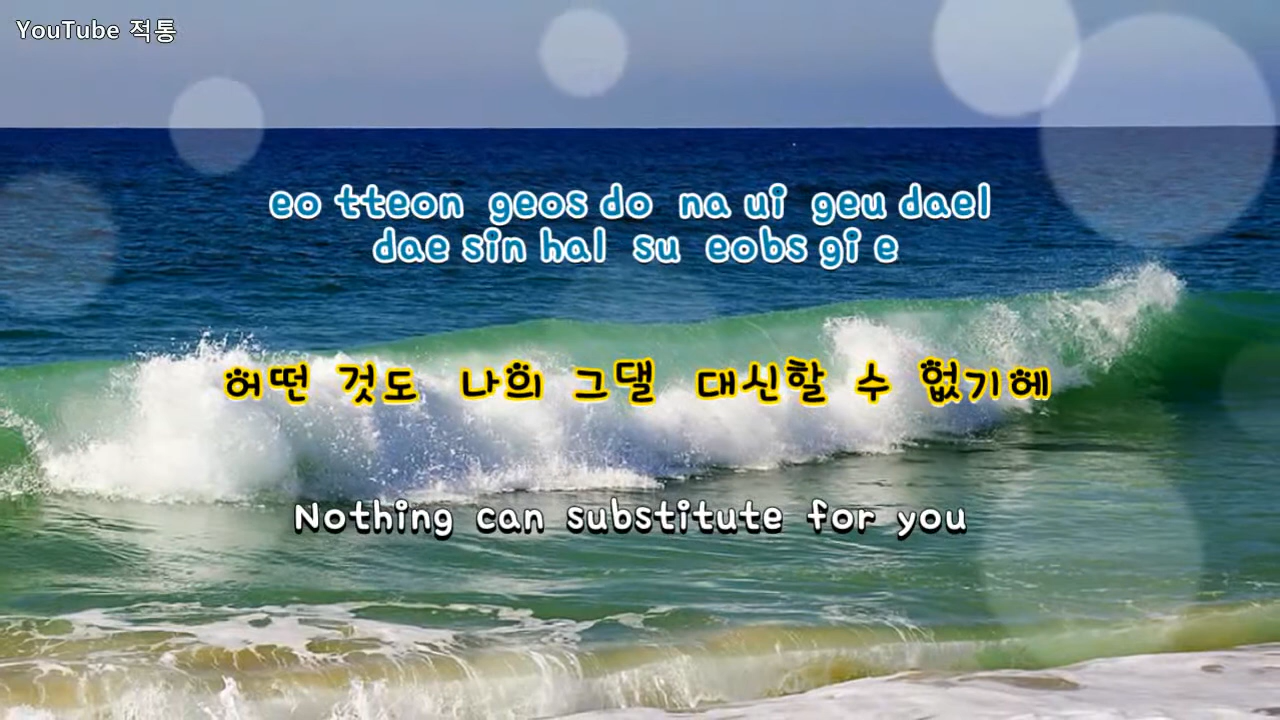 YouTube 적통
eo tteon geos do na ui geu dael
dae sin hal su eobs gi e
어떤 것도 나의 그댈 대신할 수 없기에
Nothing can substitute for you